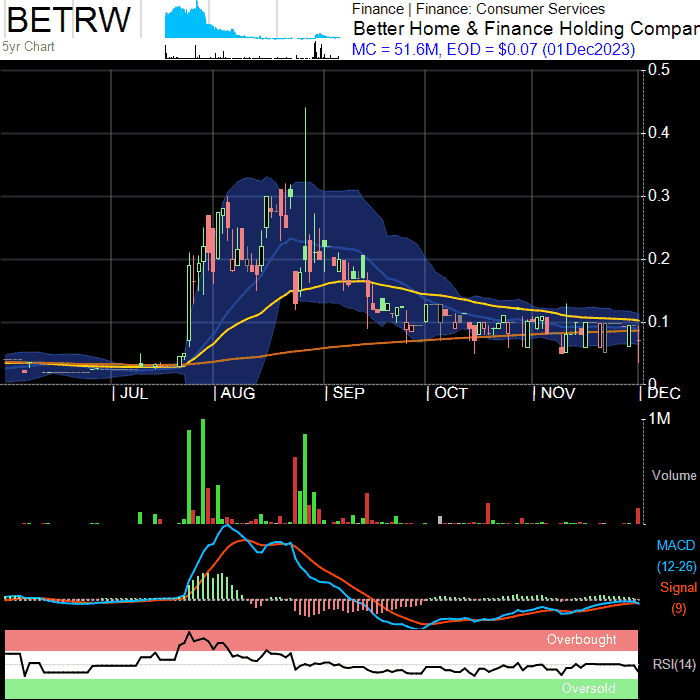 BETRW
5yr Chart
Finance | Finance: Consumer Services
Better Home & Finance Holding Compan
MC = 51.6M, EOD = $0.07 (01Dec2023)
0.5
0.4
0.3
0.2
0.1
0
JUL AUG SEP OCT NOV DEC
1M
Volume
MACD
(12-26)
Signal
(9)
Overbought
RSI(14)
Oversold